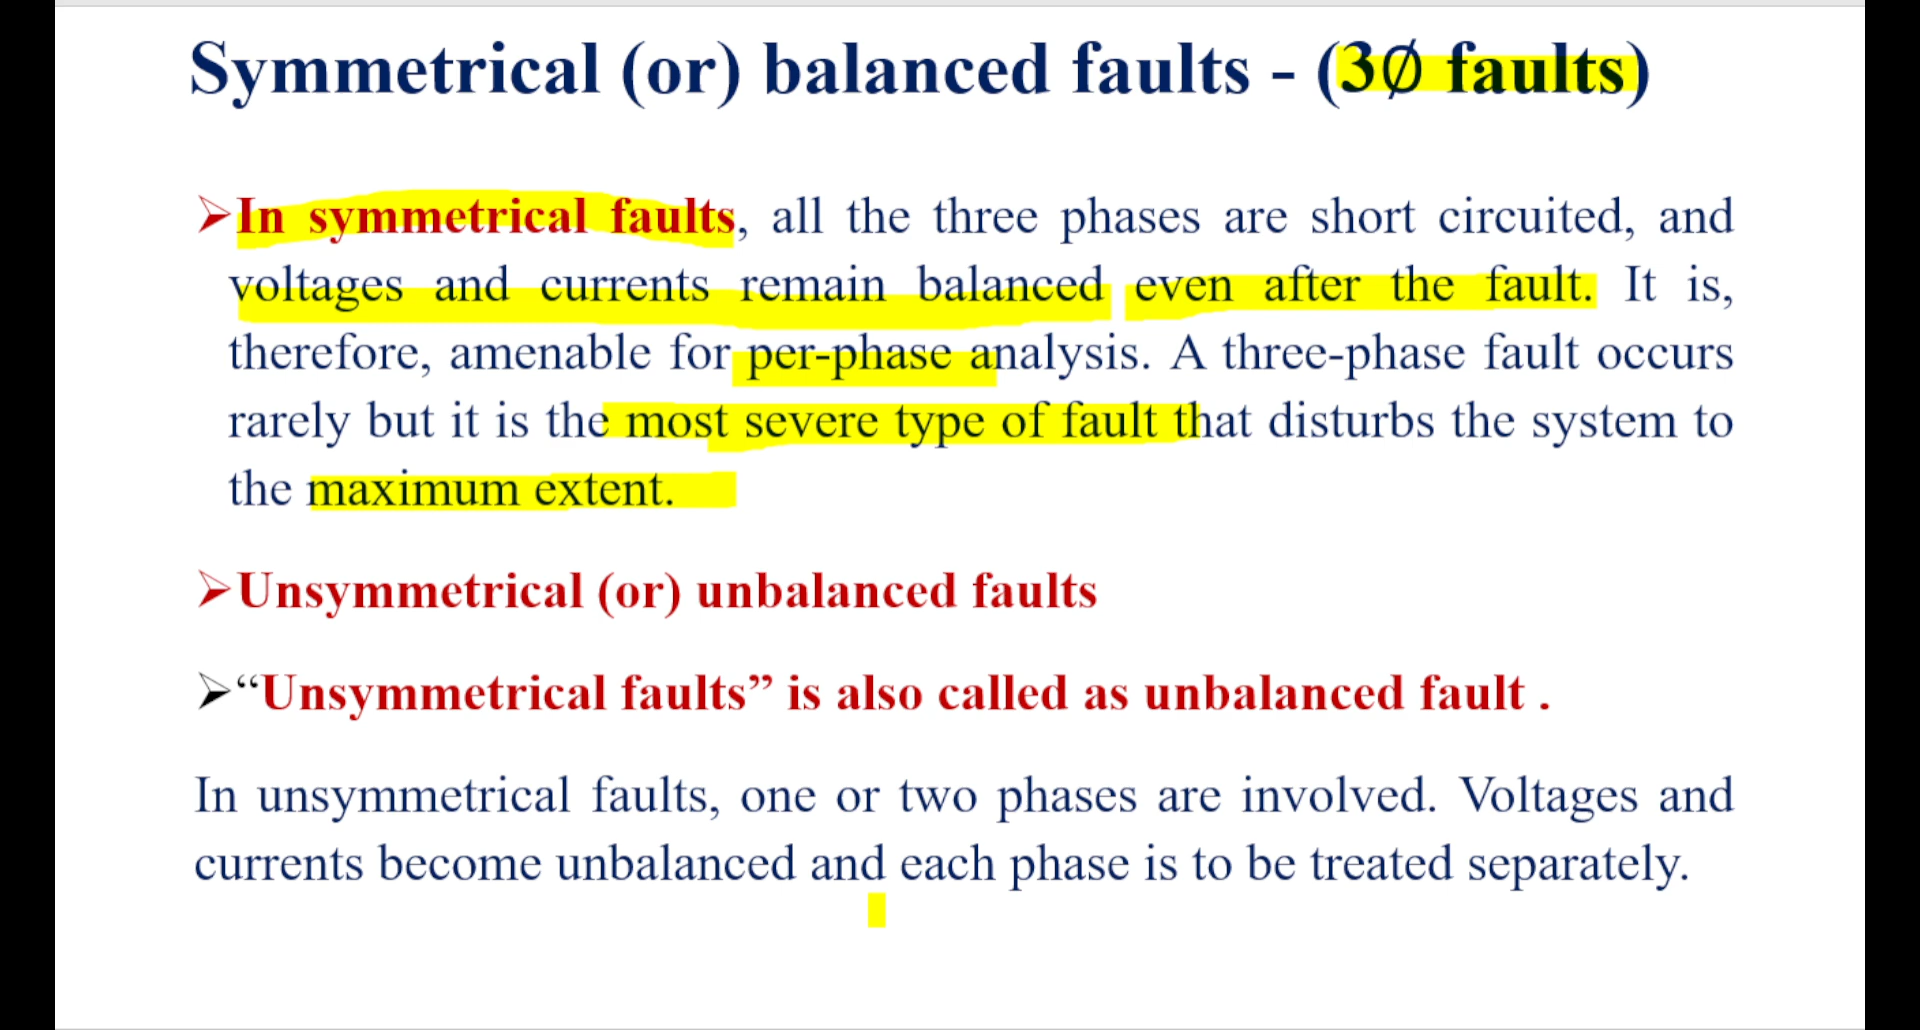 Symmetrical (or) balanced faults - (3∅ faults)
➢In symmetrical faults, all the three phases are short circuited, and
voltages and currents remain balanced even after the fault. It is,
therefore, amenable for per-phase analysis. A three-phase fault occurs
rarely but it is the most severe type of fault that disturbs the system to
the maximum extent.
➢Unsymmetrical (or) unbalanced faults
➢“Unsymmetrical faults” is also called as unbalanced fault .
In unsymmetrical faults, one or two phases are involved. Voltages and
currents become unbalanced and each phase is to be treated separately.